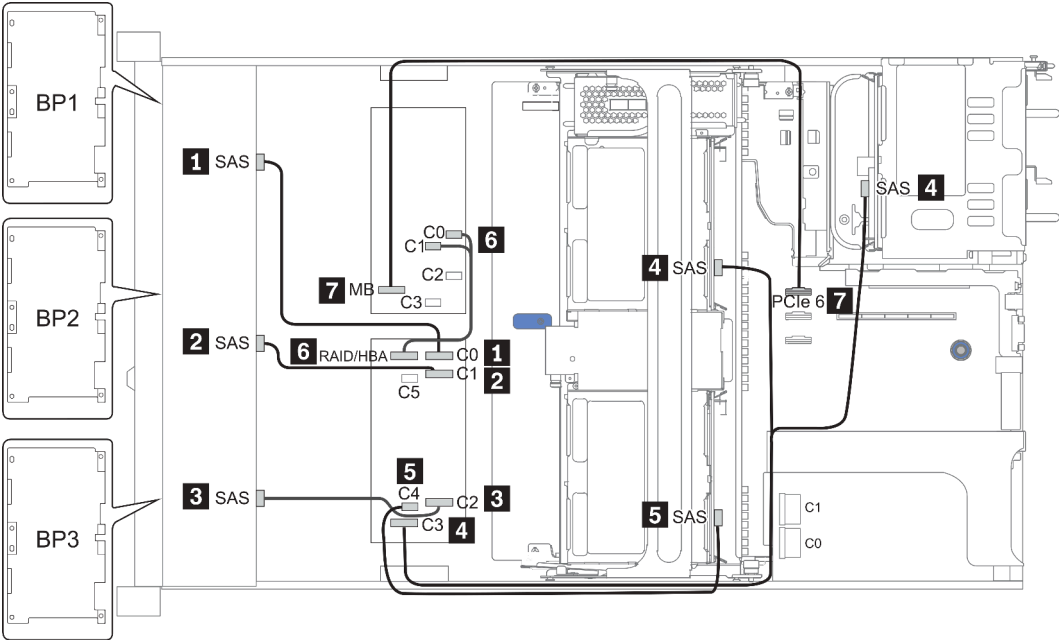 BP1
1 SAS
SAS 4
C0
6
C1
4 SAS
C2
7 MB
C3
PCIe 6 7
BP2
2 SAS
6 RAID/HBA
C0 1
C1 2
C5
5
C4
3 SAS
C2 3
C3 4
5 SAS
C1
C0
BP3